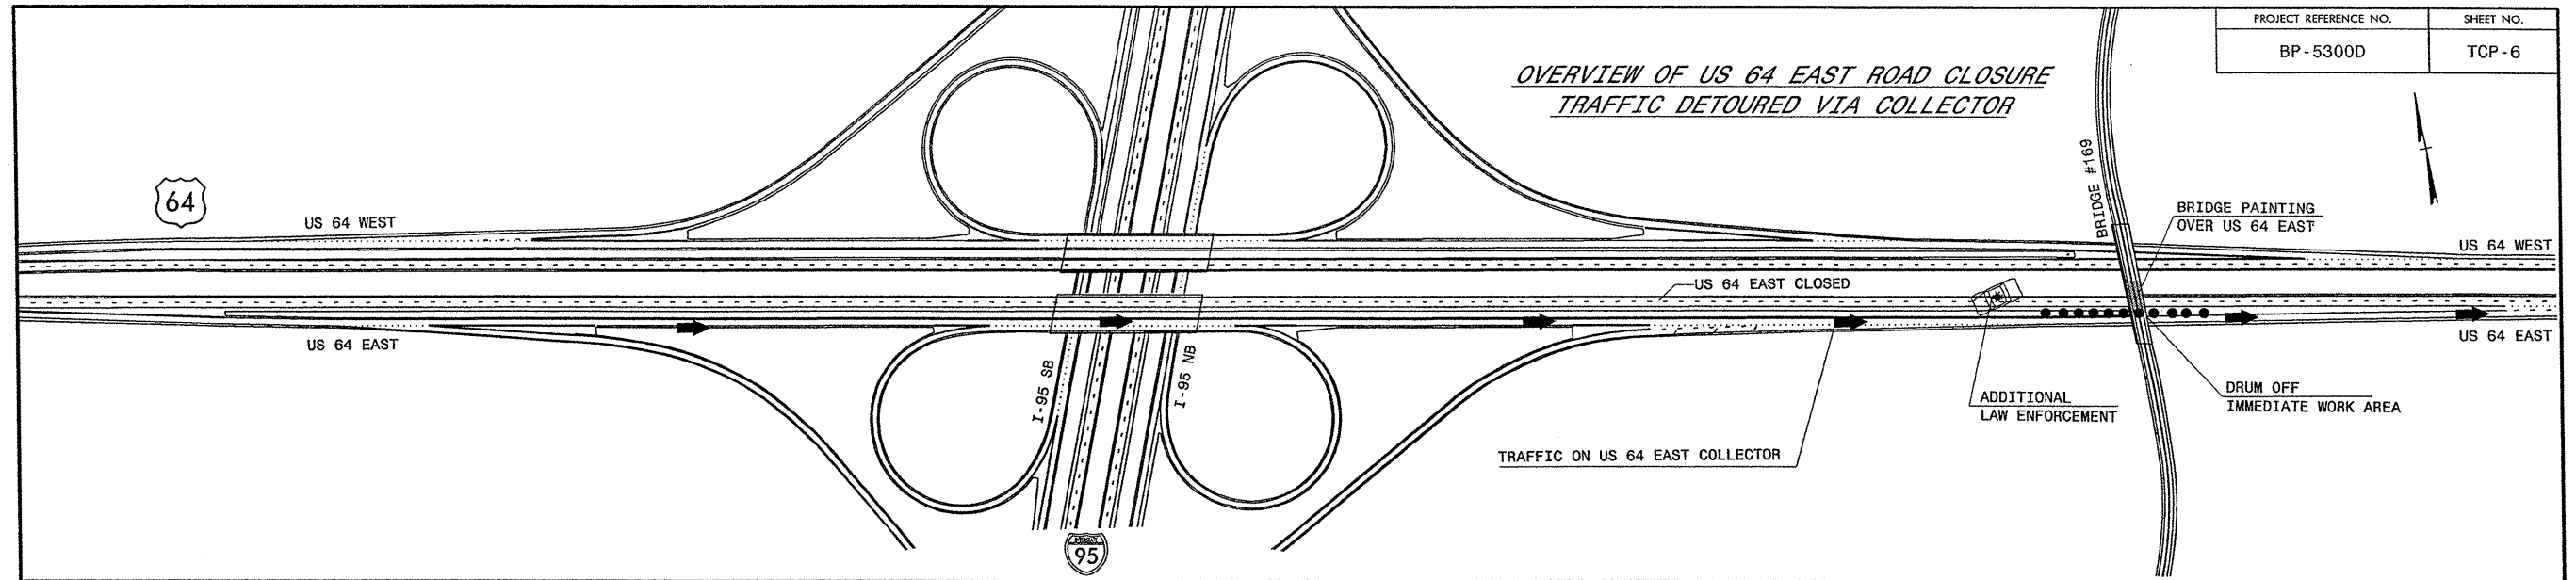 PROJECT REFERENCE NO.
SHEET NO.
BP-5300D
TCP-6
OVERVIEW OF US 64 EAST ROAD CLOSURE
TRAFFIC DETOURED VIA COLLECTOR
BRIDGE #169
64
US 64 WEST
BRIDGE PAINTING
OVER US 64 EAST
US 64 WEST
US 64 EAST CLOSED
US 64 EAST
US 64 EAST
I-95 SB
I-95 NB
ADDITIONAL
LAW ENFORCEMENT
DRUM OFF
IMMEDIATE WORK AREA
TRAFFIC ON US 64 EAST COLLECTOR
INTERSTATE
95